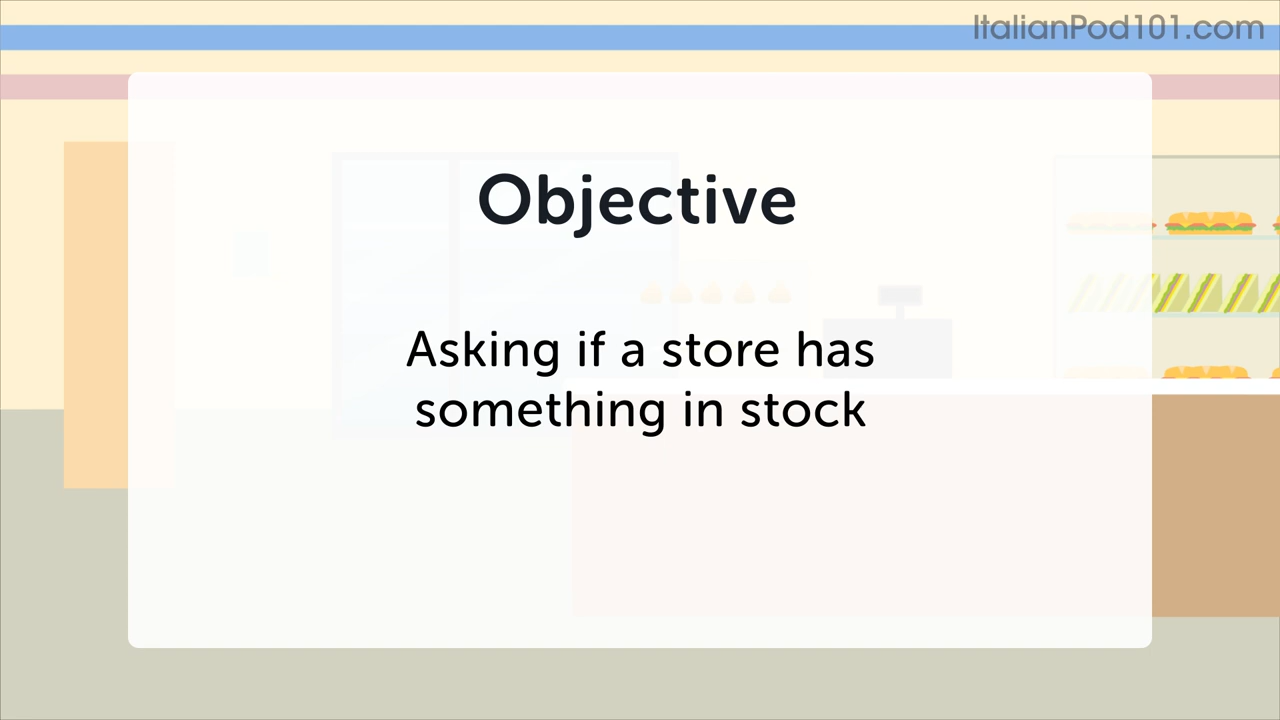 ItalianPod101.com
Objective
Asking if a store has
something in stock